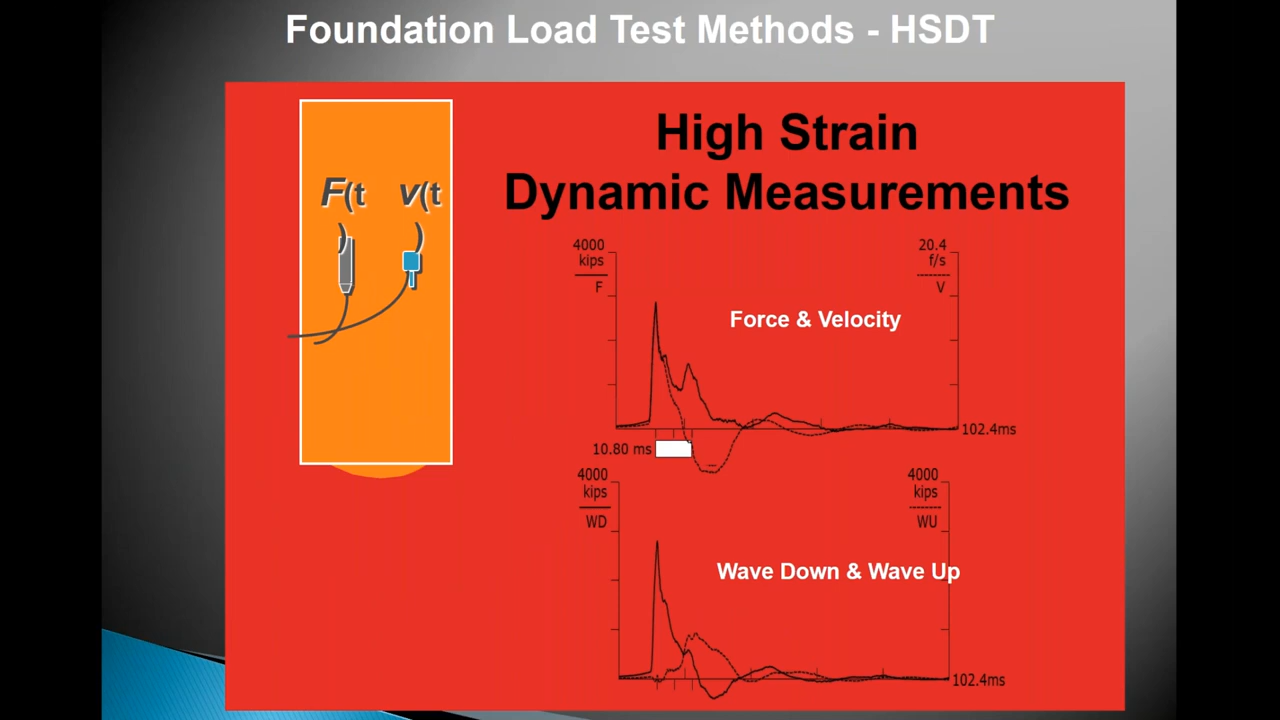 Foundation Load Test Methods - HSDT
F(t v(t
High Strain
Dynamic Measurements
4000
kips
F
20.4
f/s
V
Force & Velocity
102.4ms
10.80 ms
4000
kips
WD
4000
kips
WU
Wave Down & Wave Up
102.4ms